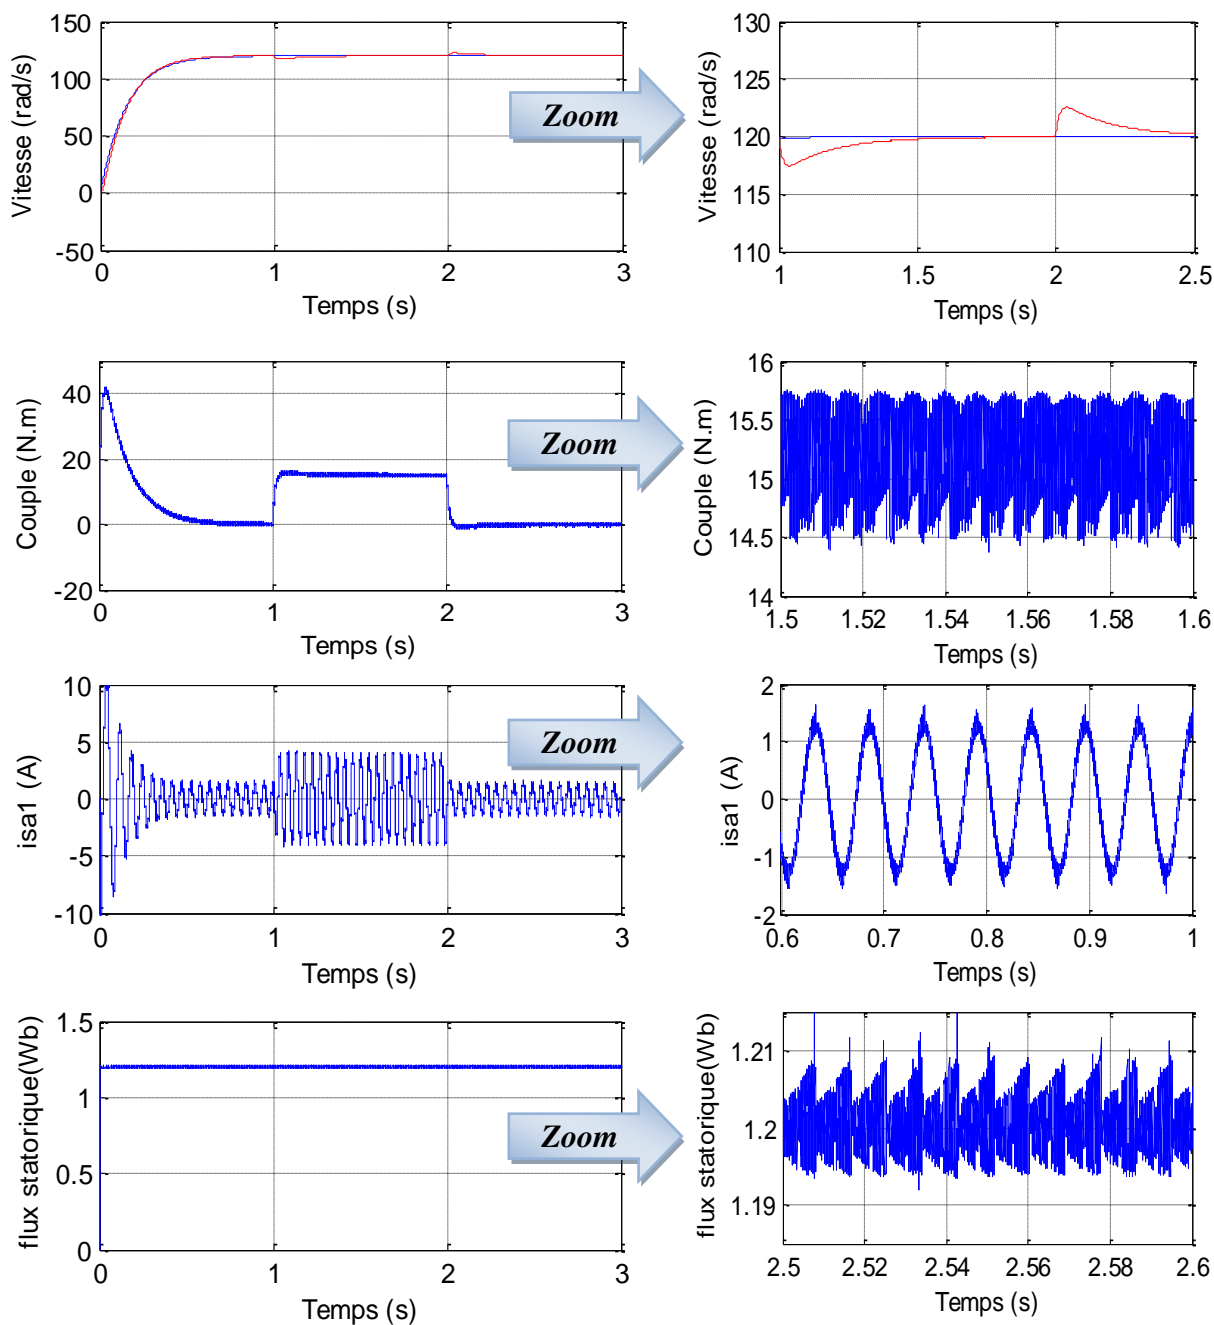 Vitesse (rad/s)
150
100
50
0
-50
0 1 2 3
Temps (s)
Zoom
Vitesse (rad/s)
130
125
120
115
110
1 1.5 2 2.5
Temps (s)
Couple (N.m)
40
20
0
-20
0 1 2 3
Temps (s)
Zoom
Couple (N.m)
16
15.5
15
14.5
14
1.5 1.52 1.54 1.56 1.58 1.6
Temps (s)
isa1 (A)
10
5
0
-5
-10
0 1 2 3
Temps (s)
Zoom
isa1 (A)
2
1
0
-1
-2
0.6 0.7 0.8 0.9 1
Temps (s)
flux statorique(Wb)
1.5
1
0.5
0
0 1 2 3
Temps (s)
Zoom
flux statorique(Wb)
1.21
1.2
1.19
2.5 2.52 2.54 2.56 2.58 2.6
Temps (s)